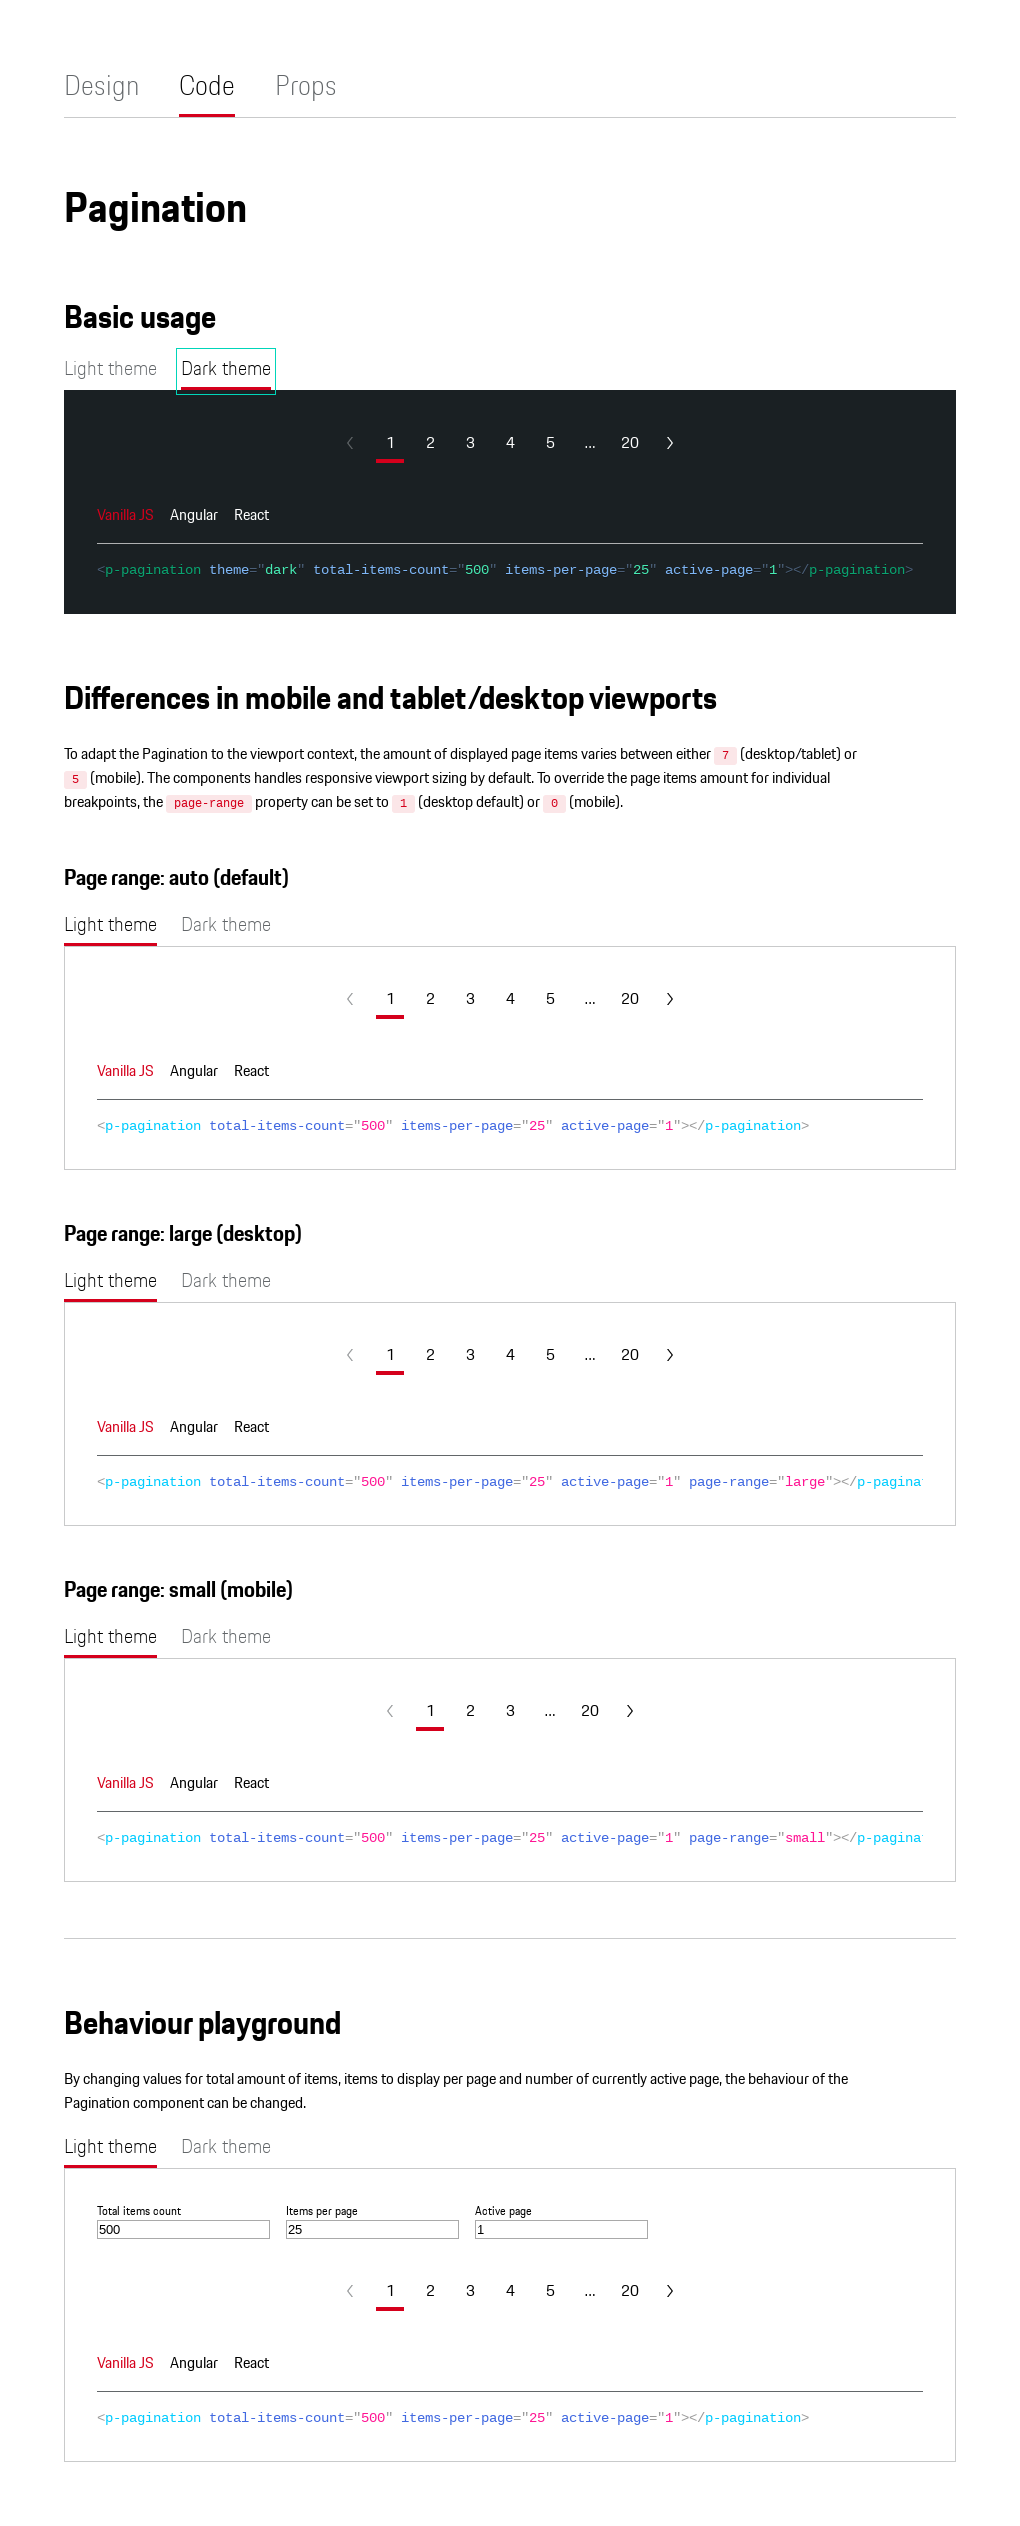 Design Code Props
Pagination
Basic usage
Light theme Dark theme
1 2 3 4 5 ... 20
Vanilla JS Angular React
<p-pagination theme="dark" total-items-count="500" items-per-page="25" active-page="1"></p-pagination>
Differences in mobile and tablet/desktop viewports
To adapt the Pagination to the viewport context, the amount of displayed page items varies between either 7 (desktop/tablet) or
5 (mobile). The components handles responsive viewport sizing by default. To override the page items amount for individual
breakpoints, the page-range property can be set to 1 (desktop default) or 0 (mobile).
Page range: auto (default)
Light theme Dark theme
1 2 3 4 5 ... 20
Vanilla JS Angular React
<p-pagination total-items-count="500" items-per-page="25" active-page="1"></p-pagination>
Page range: large (desktop)
Light theme Dark theme
1 2 3 4 5 ... 20
Vanilla JS Angular React
<p-pagination total-items-count="500" items-per-page="25" active-page="1" page-range="large"></p-pagina
Page range: small (mobile)
Light theme Dark theme
1 2 3 ... 20
Vanilla JS Angular React
<p-pagination total-items-count="500" items-per-page="25" active-page="1" page-range="small"></p-pagina
Behaviour playground
By changing values for total amount of items, items to display per page and number of currently active page, the behaviour of the
Pagination component can be changed.
Light theme Dark theme
Total items count Items per page Active page
500 25 1
1 2 3 4 5 ... 20
Vanilla JS Angular React
<p-pagination total-items-count="500" items-per-page="25" active-page="1"></p-pagination>